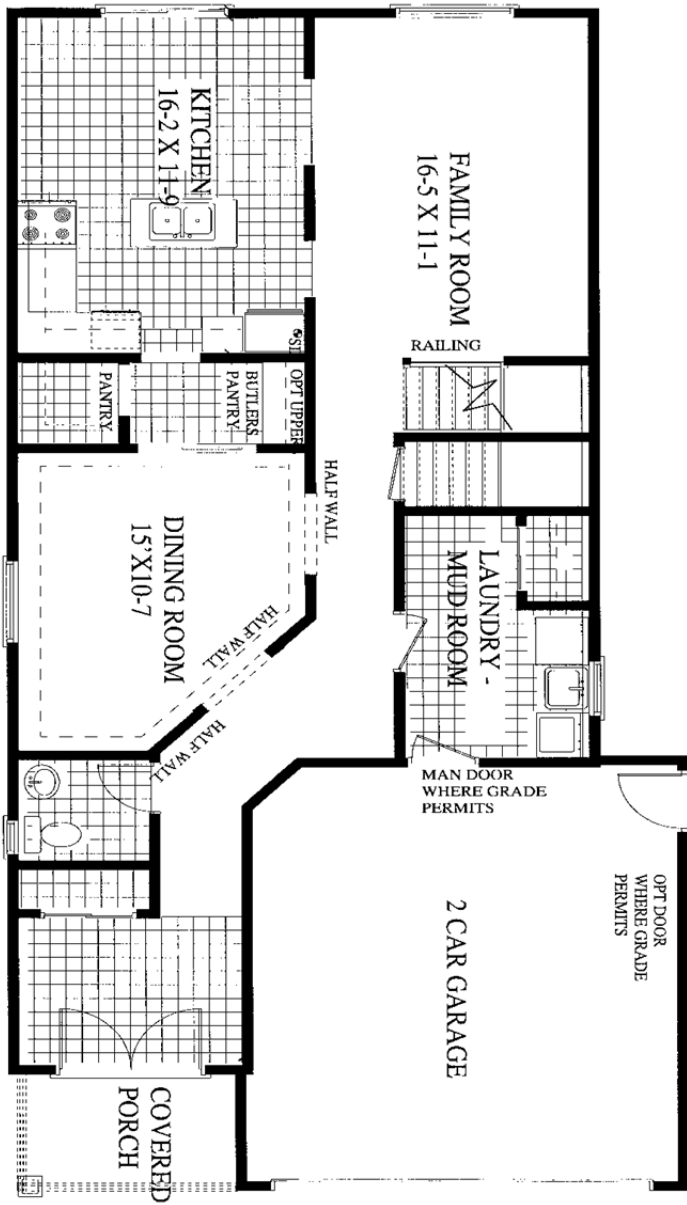 KITCHEN
16-2 X 11-9
FAMILY ROOM
16-5 X 11-1
RAILING
PANTRY
BUTLERS
PANTRY
OPT UPPER
HALF WALL
DINING ROOM
15'X10-7
HALF WALL
HALF WALL
LAUNDRY -
MUD ROOM
MAN DOOR
WHERE GRADE
PERMITS
OPT DOOR
WHERE GRADE
PERMITS
2 CAR GARAGE
COVERED
PORCH